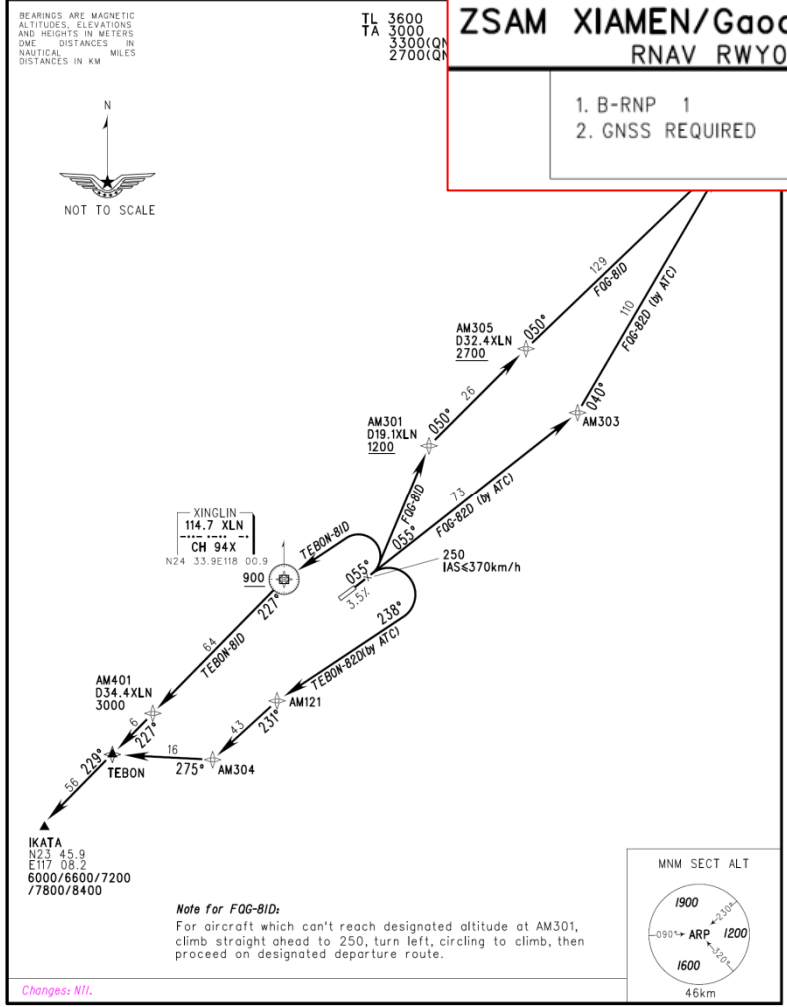 BEARINGS ARE MAGNETIC
ALTITUDES, ELEVATIONS
AND HEIGHTS IN METERS
DME DISTANCES IN
NAUTICAL MILES
DISTANCES IN KM
TL 3600
TA 3000
3300(QN
2700(QN
ZSAM XIAMEN/Gao
RNAV RWY0
1. B-RNP 1
2. GNSS REQUIRED
N
NOT TO SCALE
129
FQG-81D
110
FQG-82D (by ATC)
AM305
D32.4XLN
2700
050°
26
040°
AM303
AM301
D19.1XLN
1200
050°
FQG-81D
73
FQG-82D (by ATC)
055°
XINGLIN
114.7 XLN
CH 94X
N24 33.9E118 00.9
900
TEBON-81D
055°
3.5%
250
IAS≤370km/h
227°
238°
TEBON-82D(by ATC)
64
TEBON-81D
AM401
D34.4XLN
3000
6
227°
AM121
231°
43
AM304
275°
16
TEBON
229°
56
IKATA
N23 45.9
E117 08.2
6000/6600/7200
/7800/8400
Note for FQG-81D:
For aircraft which can't reach designated altitude at AM301,
climb straight ahead to 250, turn left, circling to climb, then
proceed on designated departure route.
MNM SECT ALT
1900
230°
090°
ARP
1200
320°
1600
46km
Changes: Nil.